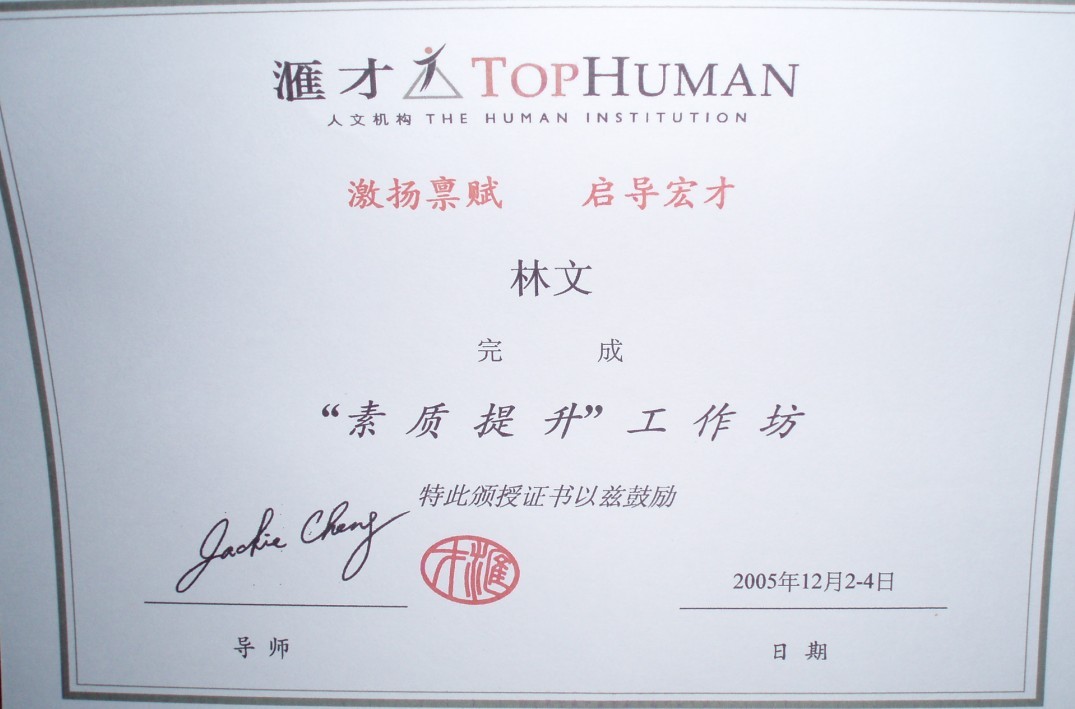 滙才 TOPHUMAN
人文机构 THE HUMAN INSTITUTION
激扬禀赋 启导宏才
林文
完 成
“素质提升”工作坊
特此颁授证书以兹鼓励
Jackie Cheng
才滙
2005年12月2-4日
导师 日期